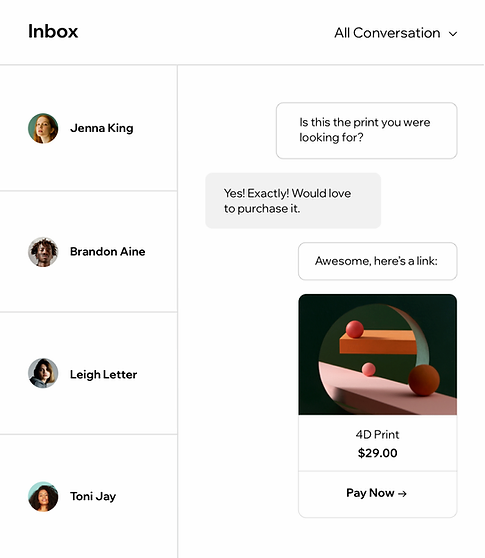 Inbox
All Conversation
Jenna King
Brandon Aine
Leigh Letter
Toni Jay
Is this the print you were
looking for?
Yes! Exactly! Would love
to purchase it.
Awesome, here's a link:
4D Print
$29.00
Pay Now →